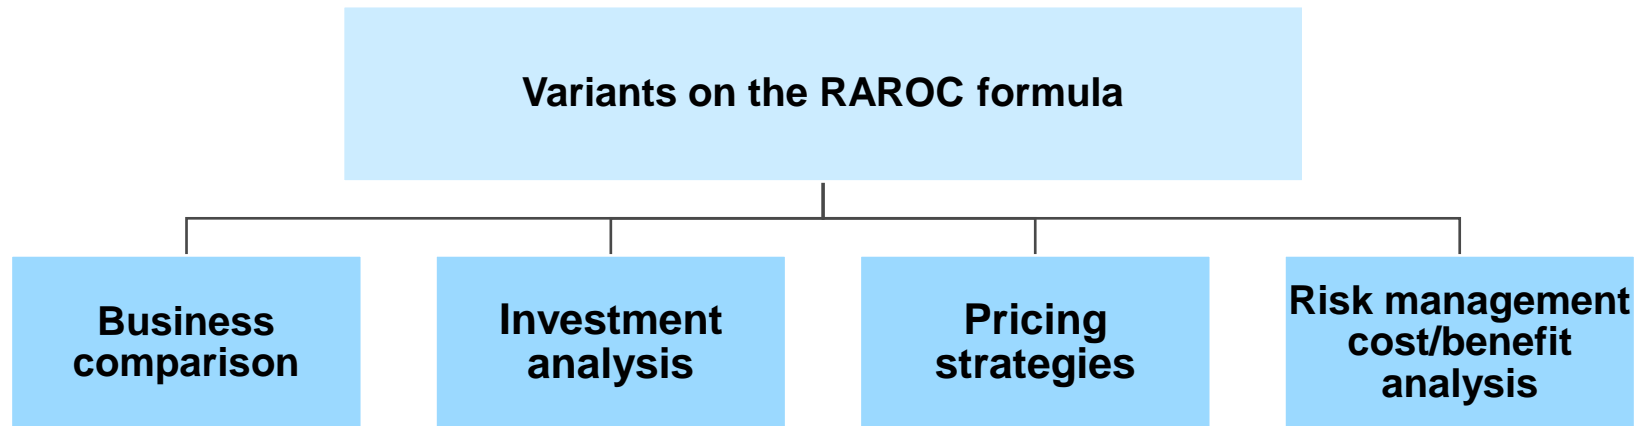 Variants on the RAROC formula
Business
comparison
Investment
analysis
Pricing
strategies
Risk management
cost/benefit
analysis